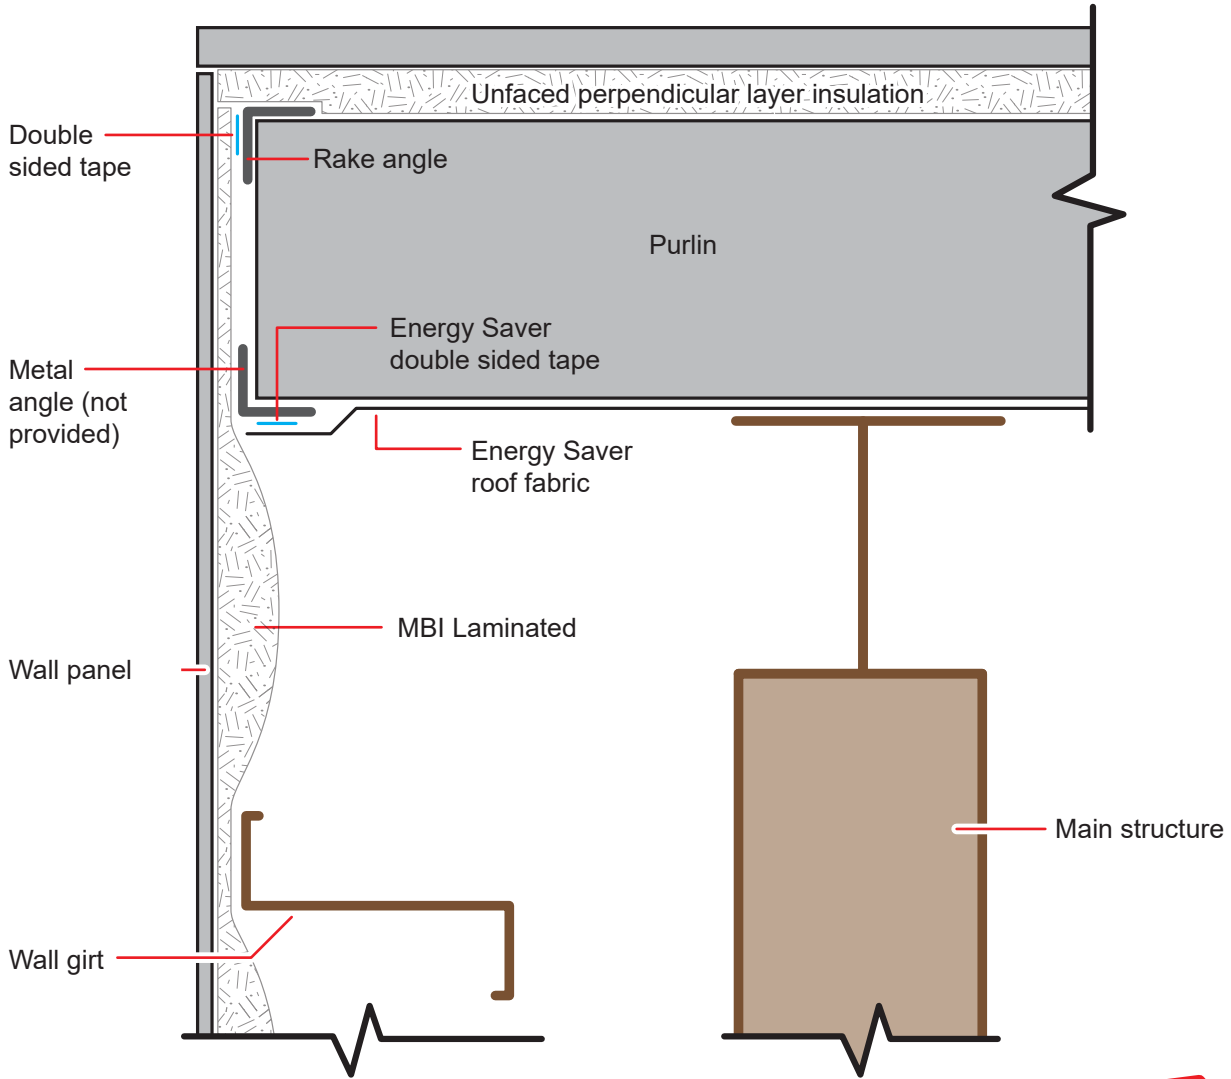 Unfaced perpendicular layer insulation
Double
sided tape
Rake angle
Purlin
Energy Saver
double sided tape
Metal
angle (not
provided)
Energy Saver
roof fabric
MBI Laminated
Wall panel
Main structure
Wall girt